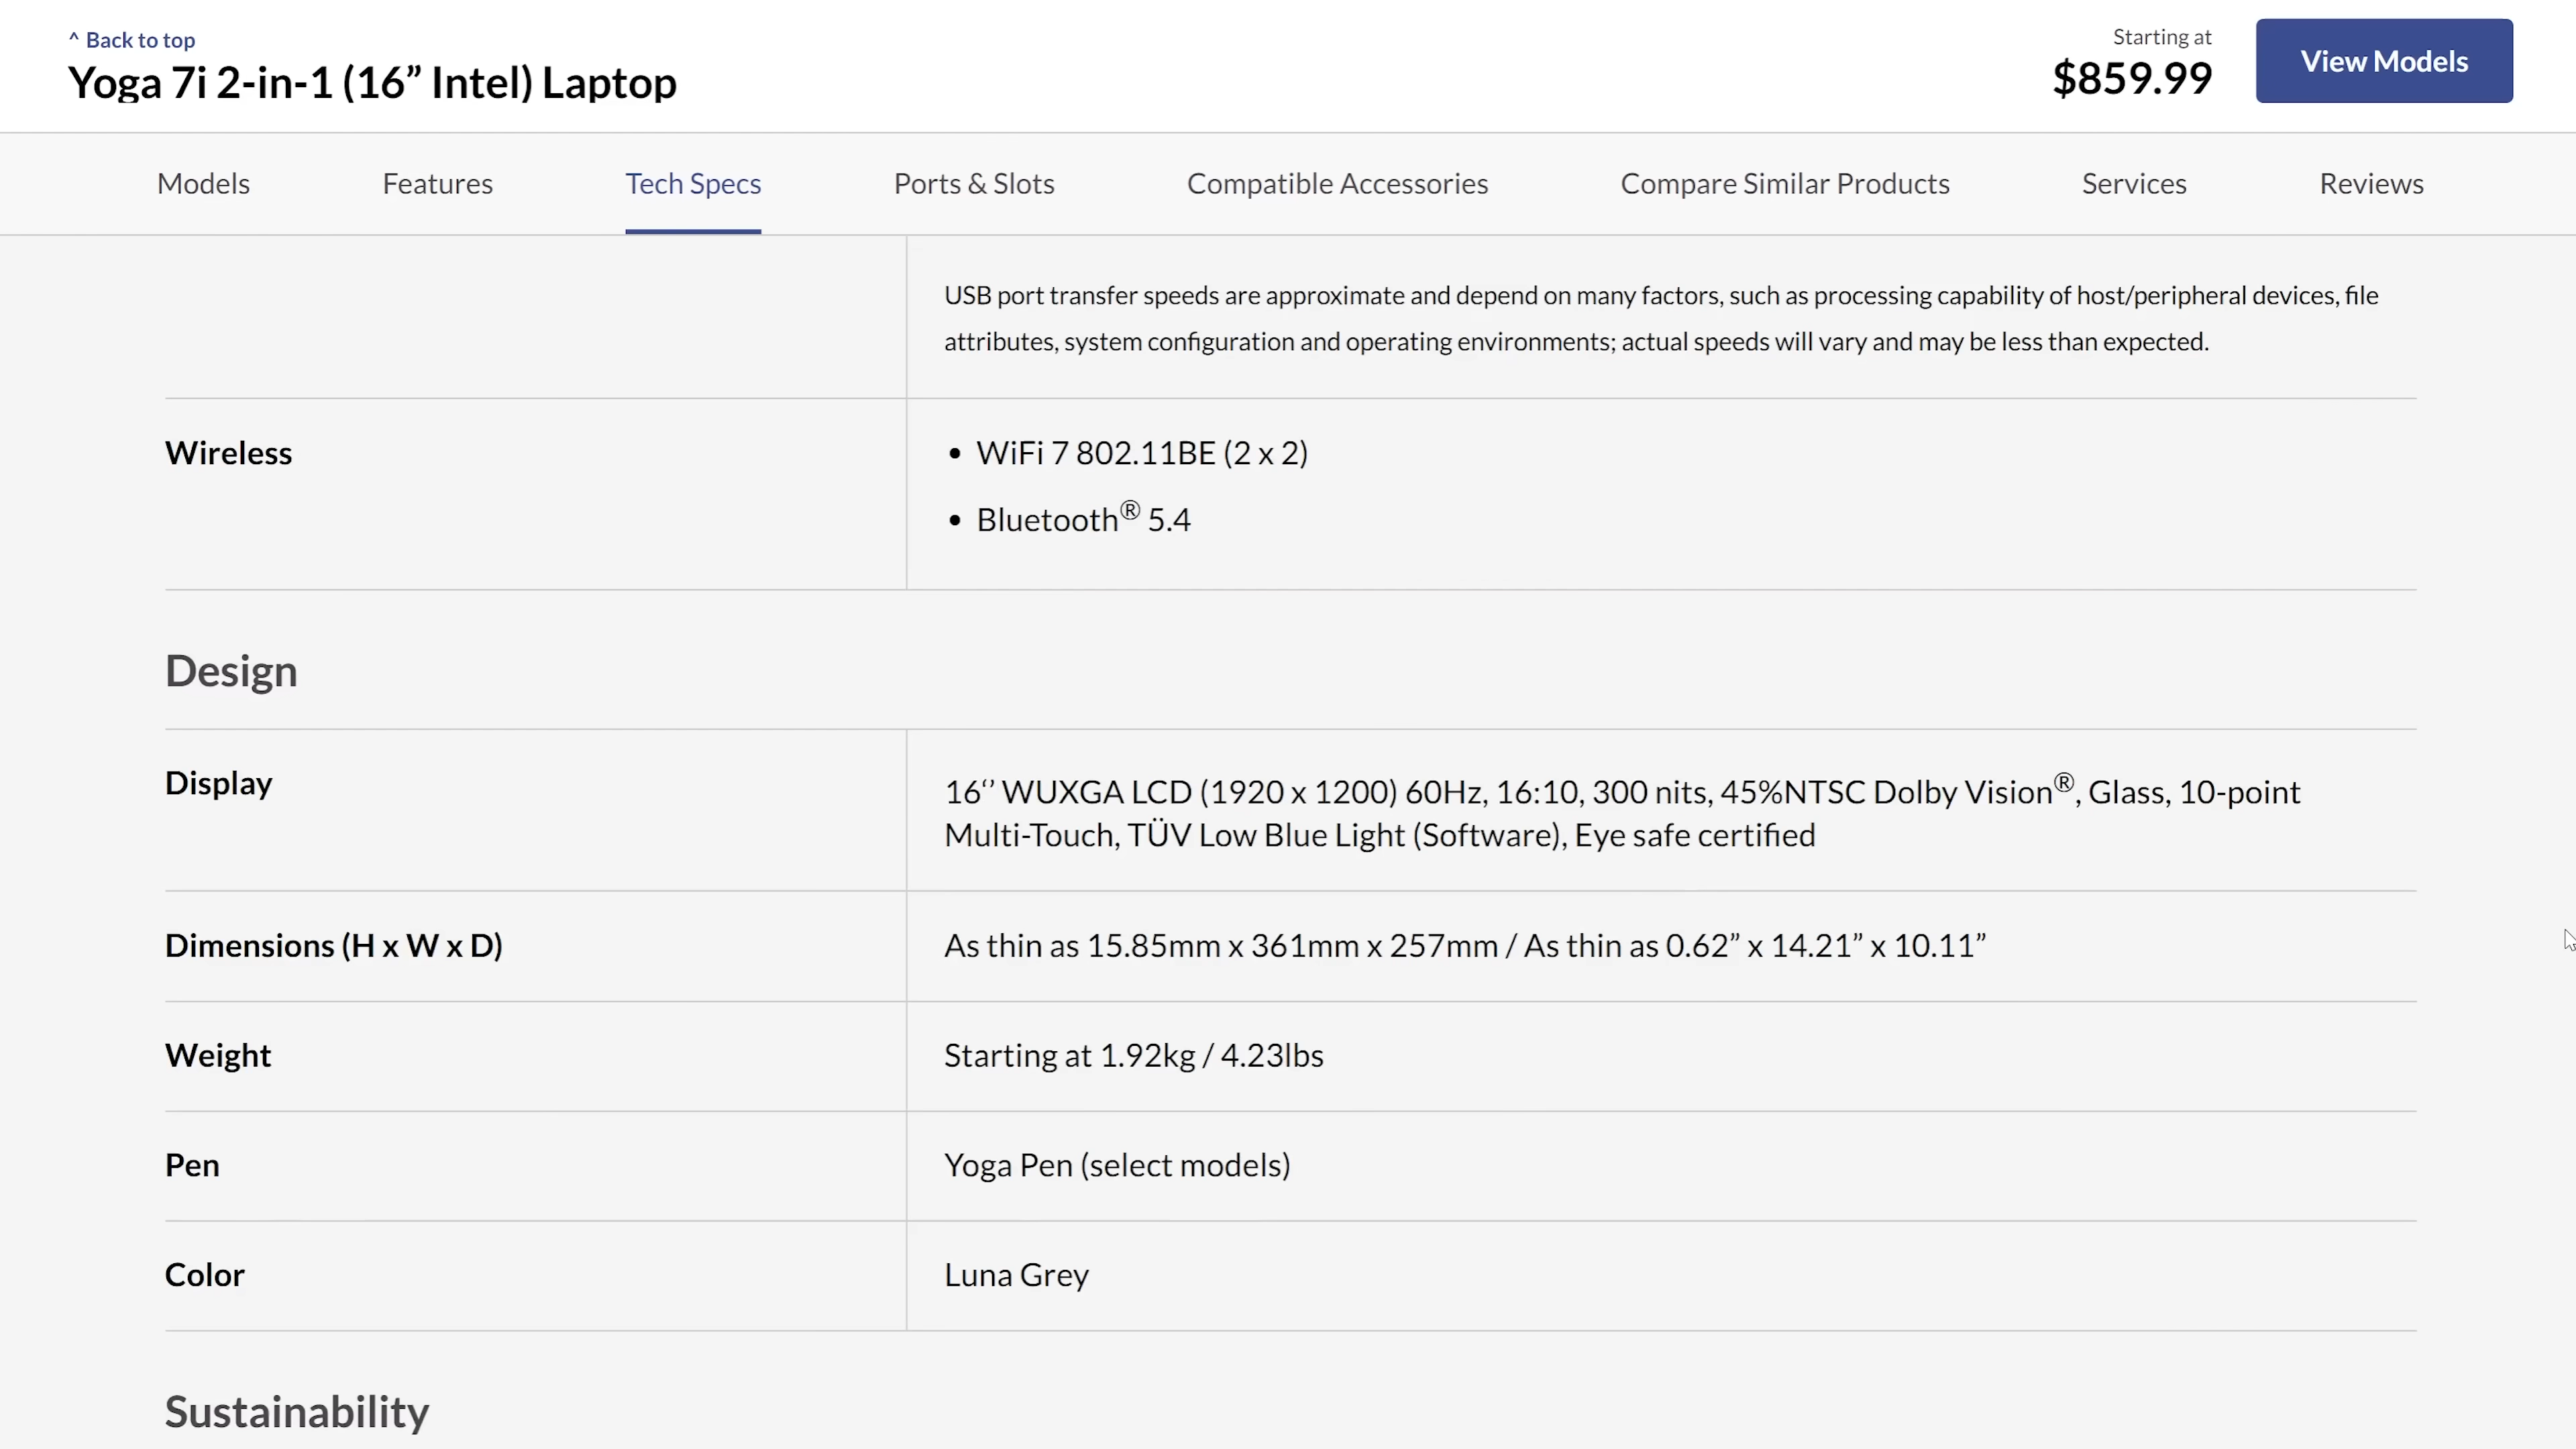 ^ Back to top
Yoga 7i 2-in-1 (16” Intel) Laptop
Starting at
$859.99
View Models
Models
Features
Tech Specs
Ports & Slots
Compatible Accessories
Compare Similar Products
Services
Reviews
USB port transfer speeds are approximate and depend on many factors, such as processing capability of host/peripheral devices, file
attributes, system configuration and operating environments; actual speeds will vary and may be less than expected.
Wireless
• WiFi 7 802.11BE (2 x 2)
• Bluetooth® 5.4
Design
Display
16‘’ WUXGA LCD (1920 x 1200) 60Hz, 16:10, 300 nits, 45%NTSC Dolby Vision®, Glass, 10-point
Multi-Touch, TÜV Low Blue Light (Software), Eye safe certified
Dimensions (H x W x D)
As thin as 15.85mm x 361mm x 257mm / As thin as 0.62” x 14.21” x 10.11”
Weight
Starting at 1.92kg / 4.23lbs
Pen
Yoga Pen (select models)
Color
Luna Grey
Sustainability